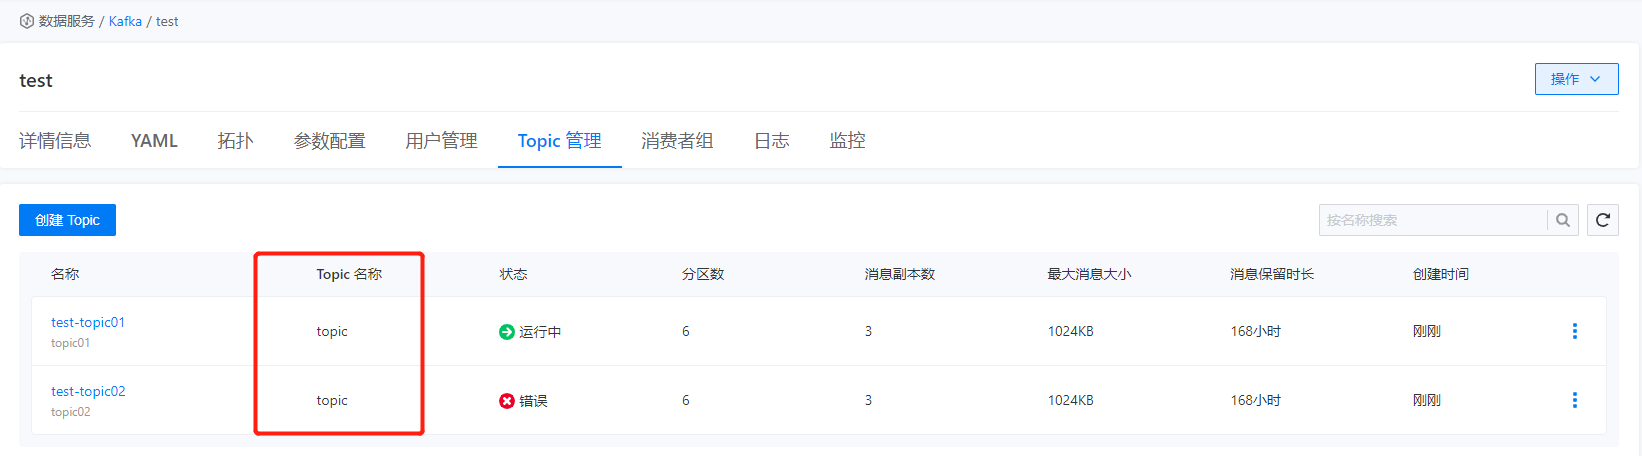 数据服务 / Kafka / test
test
操作
详情信息 YAML 拓扑 参数配置 用户管理 Topic 管理 消费者组 日志 监控
创建 Topic
按名称搜索
名称 Topic 名称 状态 分区数 消息副本数 最大消息大小 消息保留时长 创建时间
test-topic01 topic 运行中 6 3 1024KB 168小时 刚刚
topic01
test-topic02 topic 错误 6 3 1024KB 168小时 刚刚
topic02